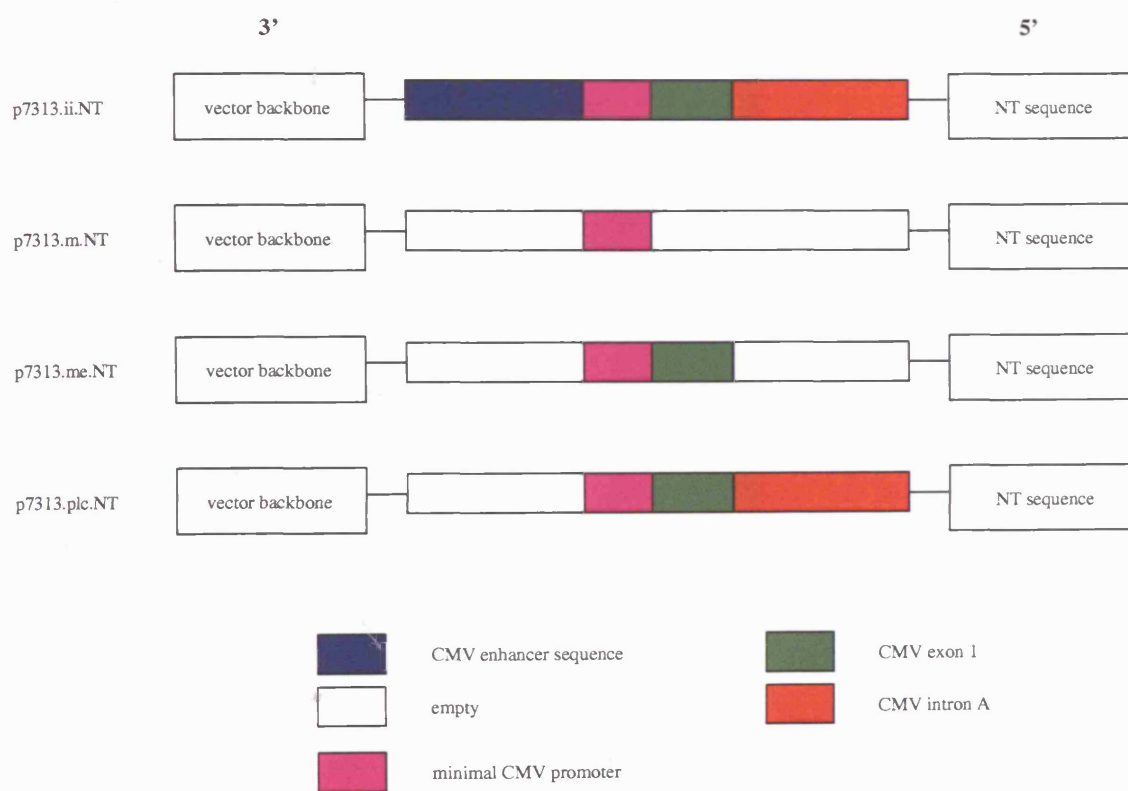 3’ 5’
p7313.ii.NT vector backbone NT sequence
p7313.m.NT vector backbone NT sequence
p7313.me.NT vector backbone NT sequence
p7313.plc.NT vector backbone NT sequence
CMV enhancer sequence CMV exon 1
empty CMV intron A
minimal CMV promoter